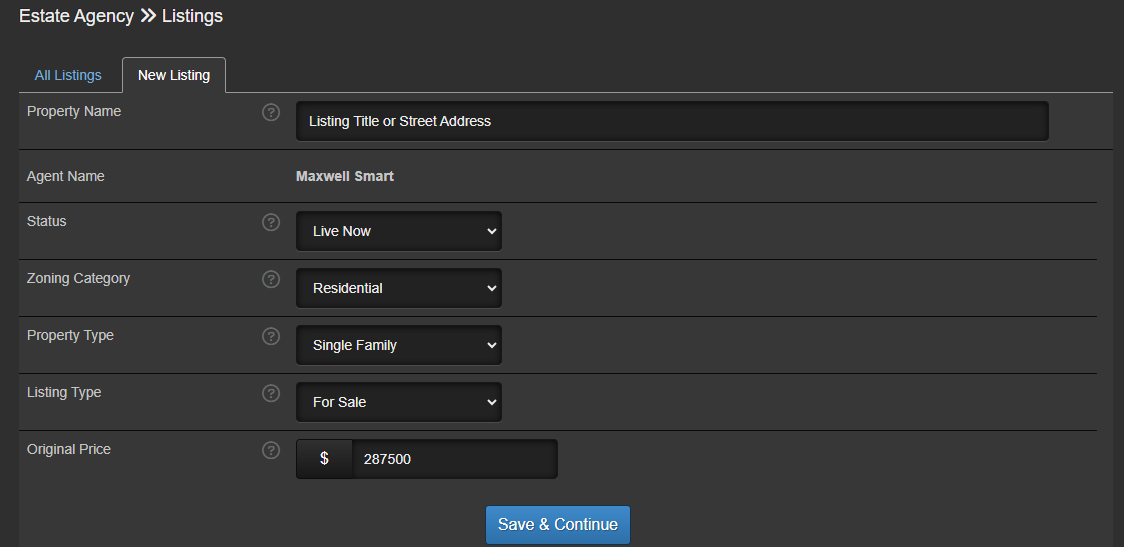 Estate Agency » Listings
All Listings New Listing
Property Name ? Listing Title or Street Address
Agent Name Maxwell Smart
Status ? Live Now
Zoning Category ? Residential
Property Type ? Single Family
Listing Type ? For Sale
Original Price ? $ 287500
Save & Continue